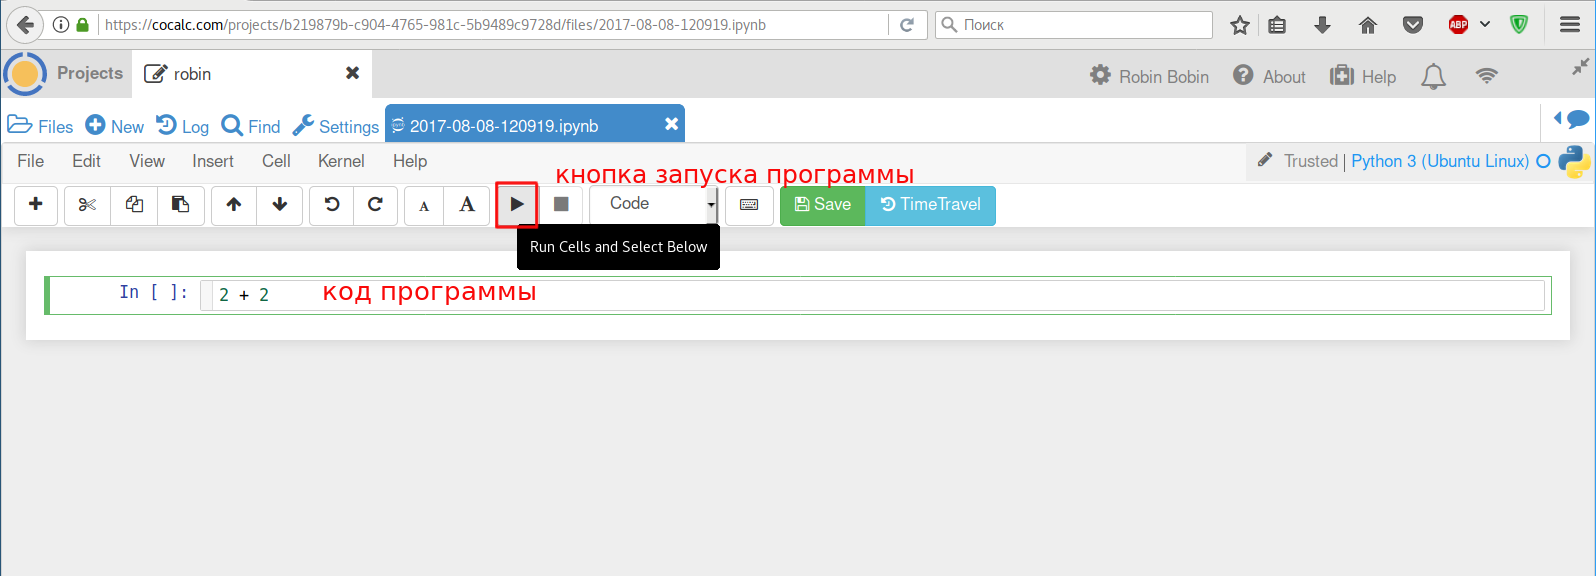 https://cocalc.com/projects/b219879b-c904-4765-981c-5b9489c9728d/files/2017-08-08-120919.ipynb
Поиск
ABP
Projects
robin
Robin Bobin
About
Help
Files
New
Log
Find
Settings
2017-08-08-120919.ipynb
File
Edit
View
Insert
Cell
Kernel
Help
Trusted | Python 3 (Ubuntu Linux)
кнопка запуска программы
A
A
Code
Save
TimeTravel
Run Cells and Select Below
In [ ]:
2 + 2
код программы